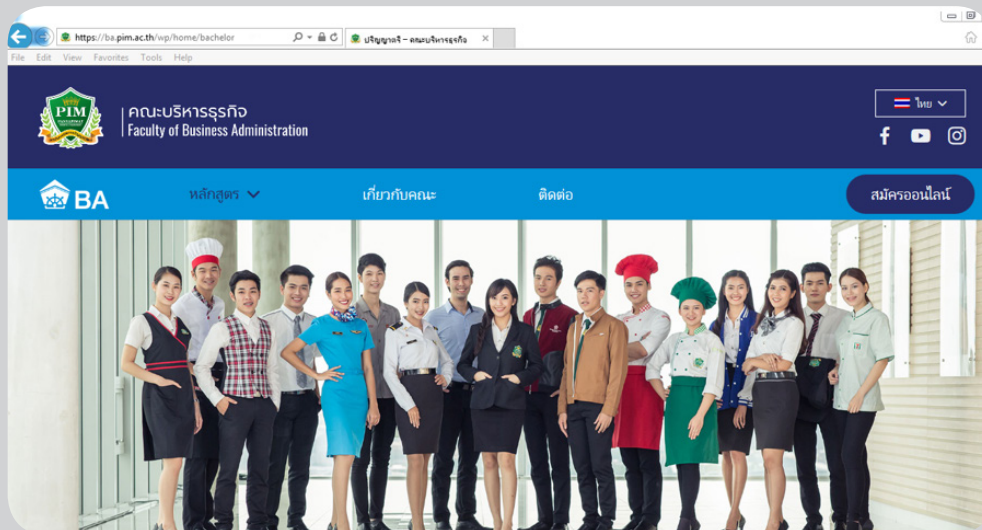 https://ba.pim.ac.th/wp/home/bachelor
ปริญญาตรี – คณะบริหารธุรกิจ
File Edit View Favorites Tools Help
PIM
คณะบริหารธุรกิจ
Faculty of Business Administration
ไทย
BA
หลักสูตร
เกี่ยวกับคณะ
ติดต่อ
สมัครออนไลน์